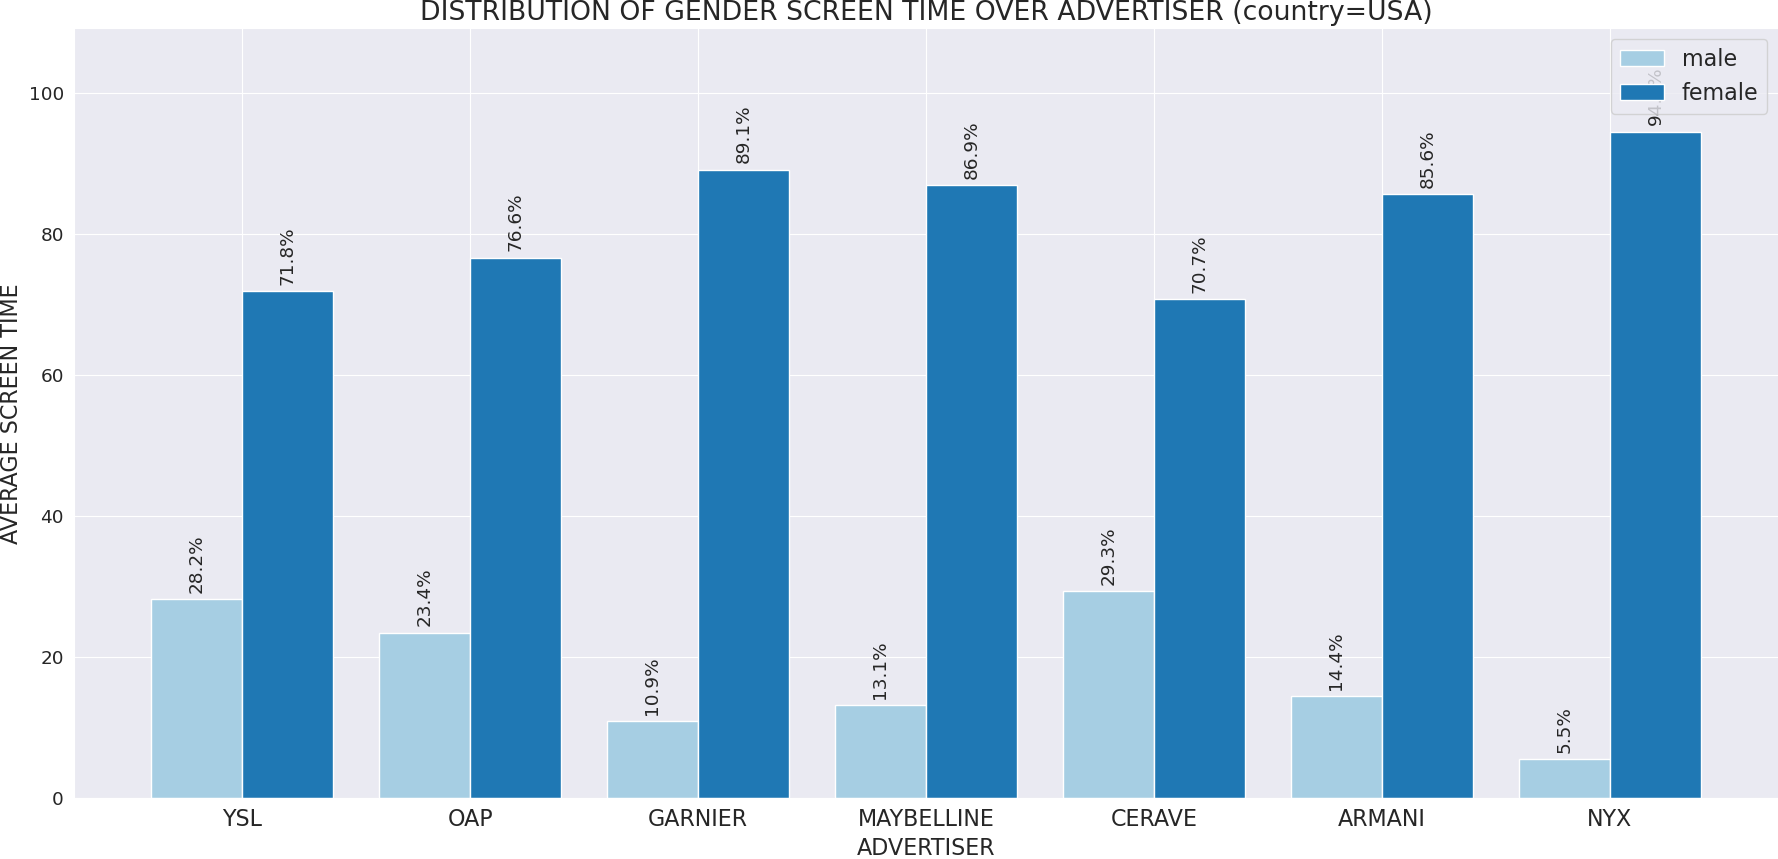 DISTRIBUTION OF GENDER SCREEN TIME OVER ADVERTISER (country=USA)
male
female
AVERAGE SCREEN TIME
100
80
60
40
20
0
28.2%
71.8%
23.4%
76.6%
10.9%
89.1%
13.1%
86.9%
29.3%
70.7%
14.4%
85.6%
5.5%
YSL
OAP
GARNIER
MAYBELLINE
CERAVE
ARMANI
NYX
ADVERTISER